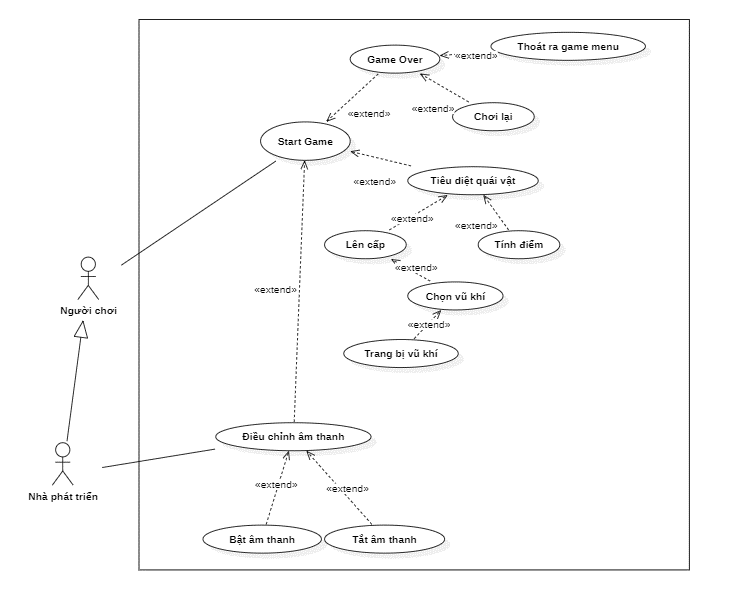 Thoát ra game menu
Game Over
«extend»
«extend»
«extend»
Chơi lại
Start Game
«extend»
Tiêu diệt quái vật
«extend»
«extend»
Lên cấp
Tính điểm
«extend»
«extend»
Chọn vũ khí
Người chơi
«extend»
Trang bị vũ khí
Điều chỉnh âm thanh
«extend»
«extend»
Nhà phát triển
Bật âm thanh
Tắt âm thanh